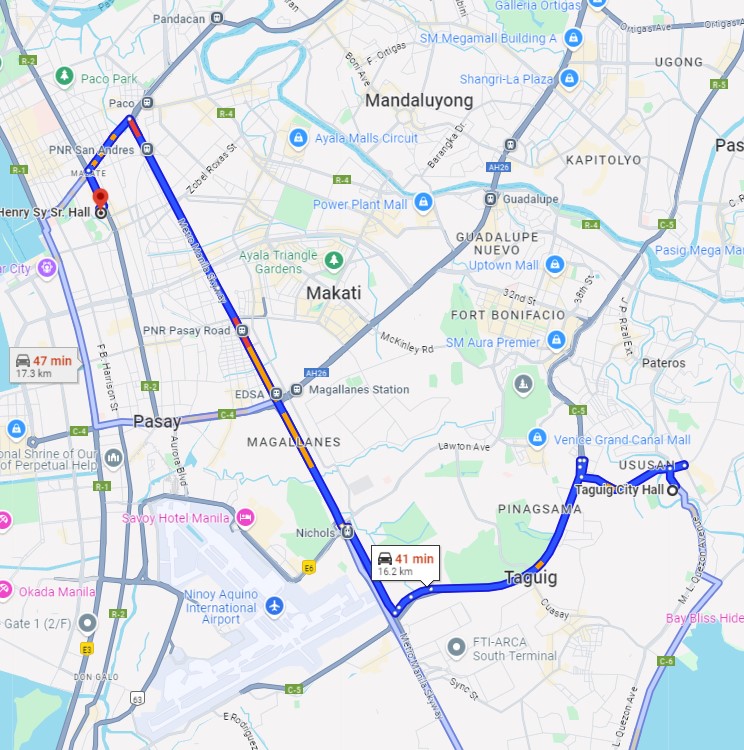 Galleria Ortigas
Pandacan
Ortigas Ave
Ortigas Ave
SM Megamall Building A
F. Ortigas
R-2
Boni Ave
UGONG
Paco Park
Shangri-La Plaza
R-5
Paco
Mandaluyong
R-4
Ayala Malls Circuit
Barangka Dr.
PNR San Andres
Pas
KAPITOLYO
R-1
MALATE
Zobel Roxas St
AH26
R-4
Power Plant Mall
Guadalupe
Henry Sy Sr. Hall
R-4
C-5
Metro Manila Skyway
GUADALUPE
NUEVO
Pasig Mega Mar
Ayala Triangle
Gardens
Uptown Mall
ar City
Makati
32nd St
38th St
J.P. Rizal Ext
FORT BONIFACIO
PNR Pasay Road
McKinley Rd
SM Aura Premier
47 min
17.3 km
F.B. Harrison St
Pateros
AH26
R-2
EDSA
Magallanes Station
C-5
C-4
Pasay
C-4
MAGALLANES
Lawton Ave
Venice Grand Canal Mall
onal Shrine of Our
of Perpetual Help
Aurora Blvd
USUSAN
R-1
Taguig City Hall
PINAGSAMA
Savoy Hotel Manila
Nichols
41 min
16.2 km
E6
Taguig
Okada Manila
Ninoy Aquino
International
Airport
Cuasay
M. L. Quezon Avenue
R-2
Gate 1 (2/F)
Bay Bliss Hide
E3
FTI-ARCA
South Terminal
Metro Manila Skyway
C-6
DON GALO
63
C-5
Sync St
E Rodriguez
L. Quezon Ave